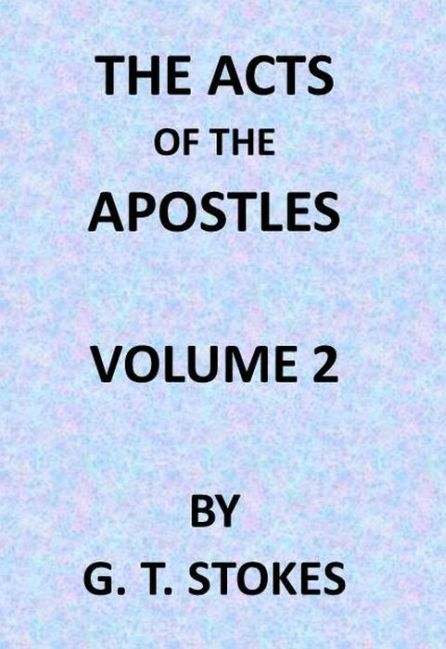 THE ACTS
OF THE
APOSTLES
VOLUME 2
BY
G. T. STOKES